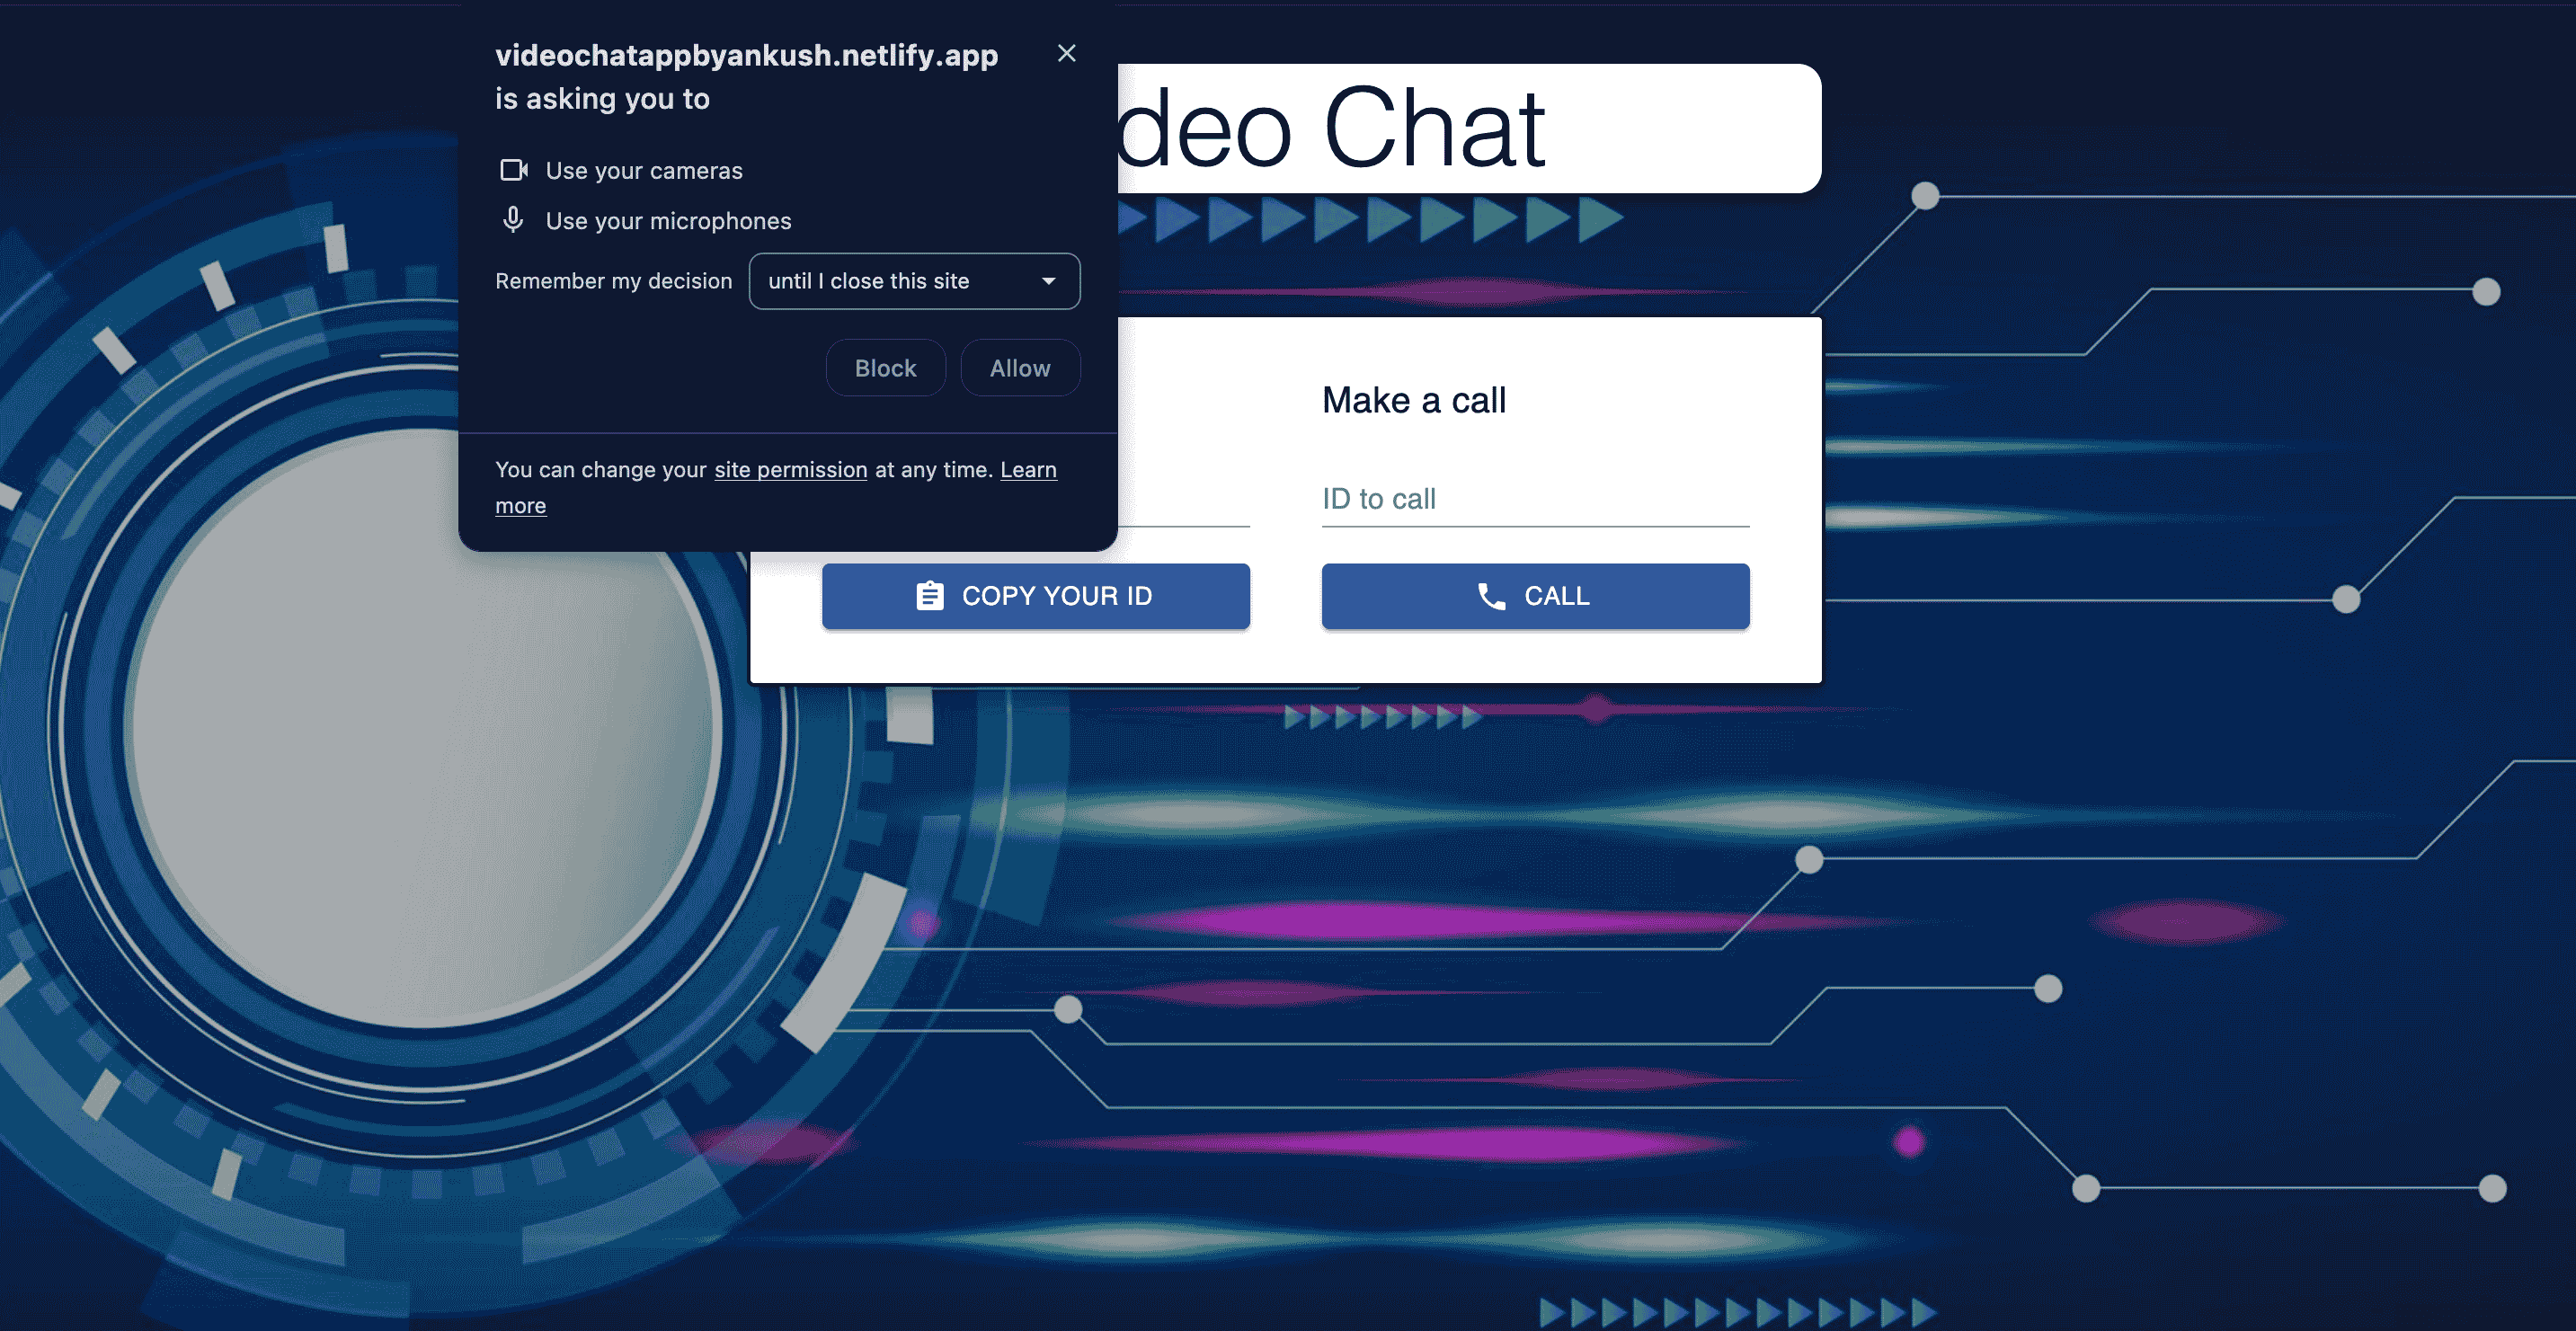 videochatappbyankush.netlify.app
is asking you to
Use your cameras
Use your microphones
Remember my decision until I close this site
Block Allow
You can change your site permission at any time. Learn
more
deo Chat
Make a call
ID to call
COPY YOUR ID
CALL